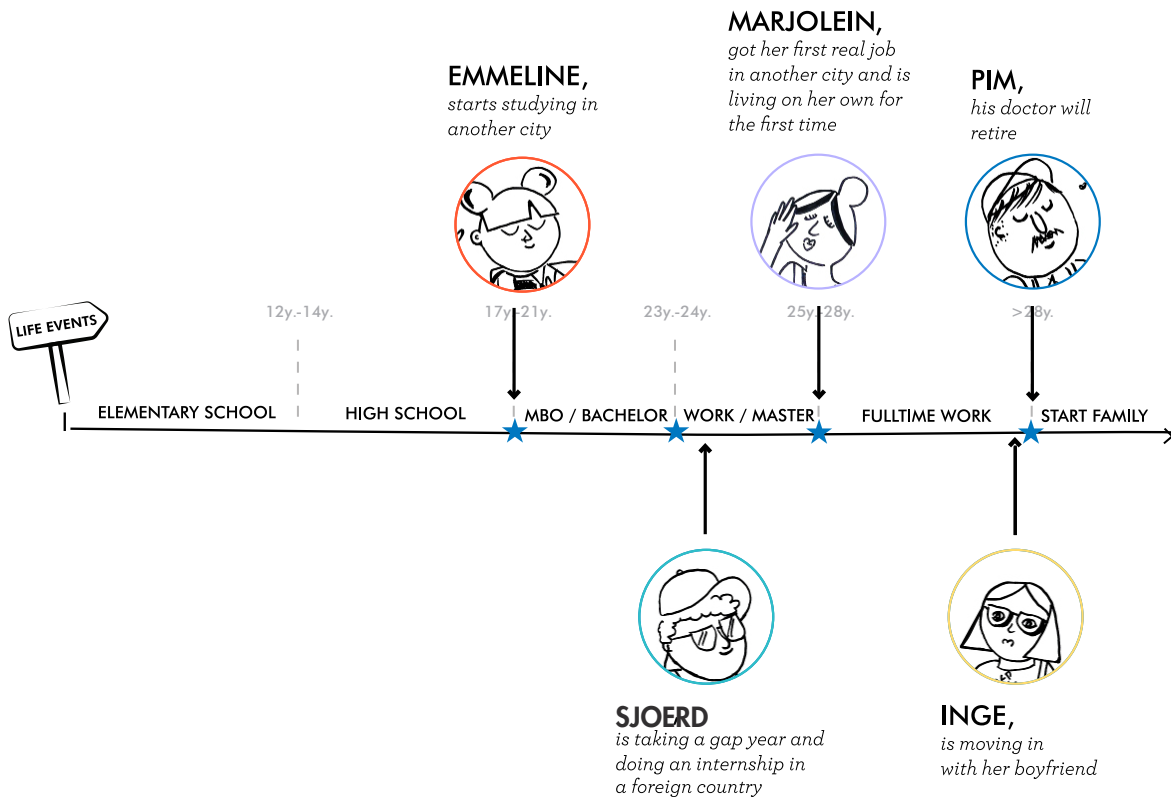 MARJOLEIN,
got her first real job
in another city and is
living on her own for
the first time
EMMELINE,
starts studying in
another city
PIM,
his doctor will
retire
LIFE EVENTS
12y.-14y.
17y.-21y.
23y.-24y.
25y.-28y.
>28y.
ELEMENTARY SCHOOL
HIGH SCHOOL
MBO / BACHELOR
WORK / MASTER
FULLTIME WORK
START FAMILY
SJOERD
is taking a gap year and
doing an internship in
a foreign country
INGE,
is moving in
with her boyfriend